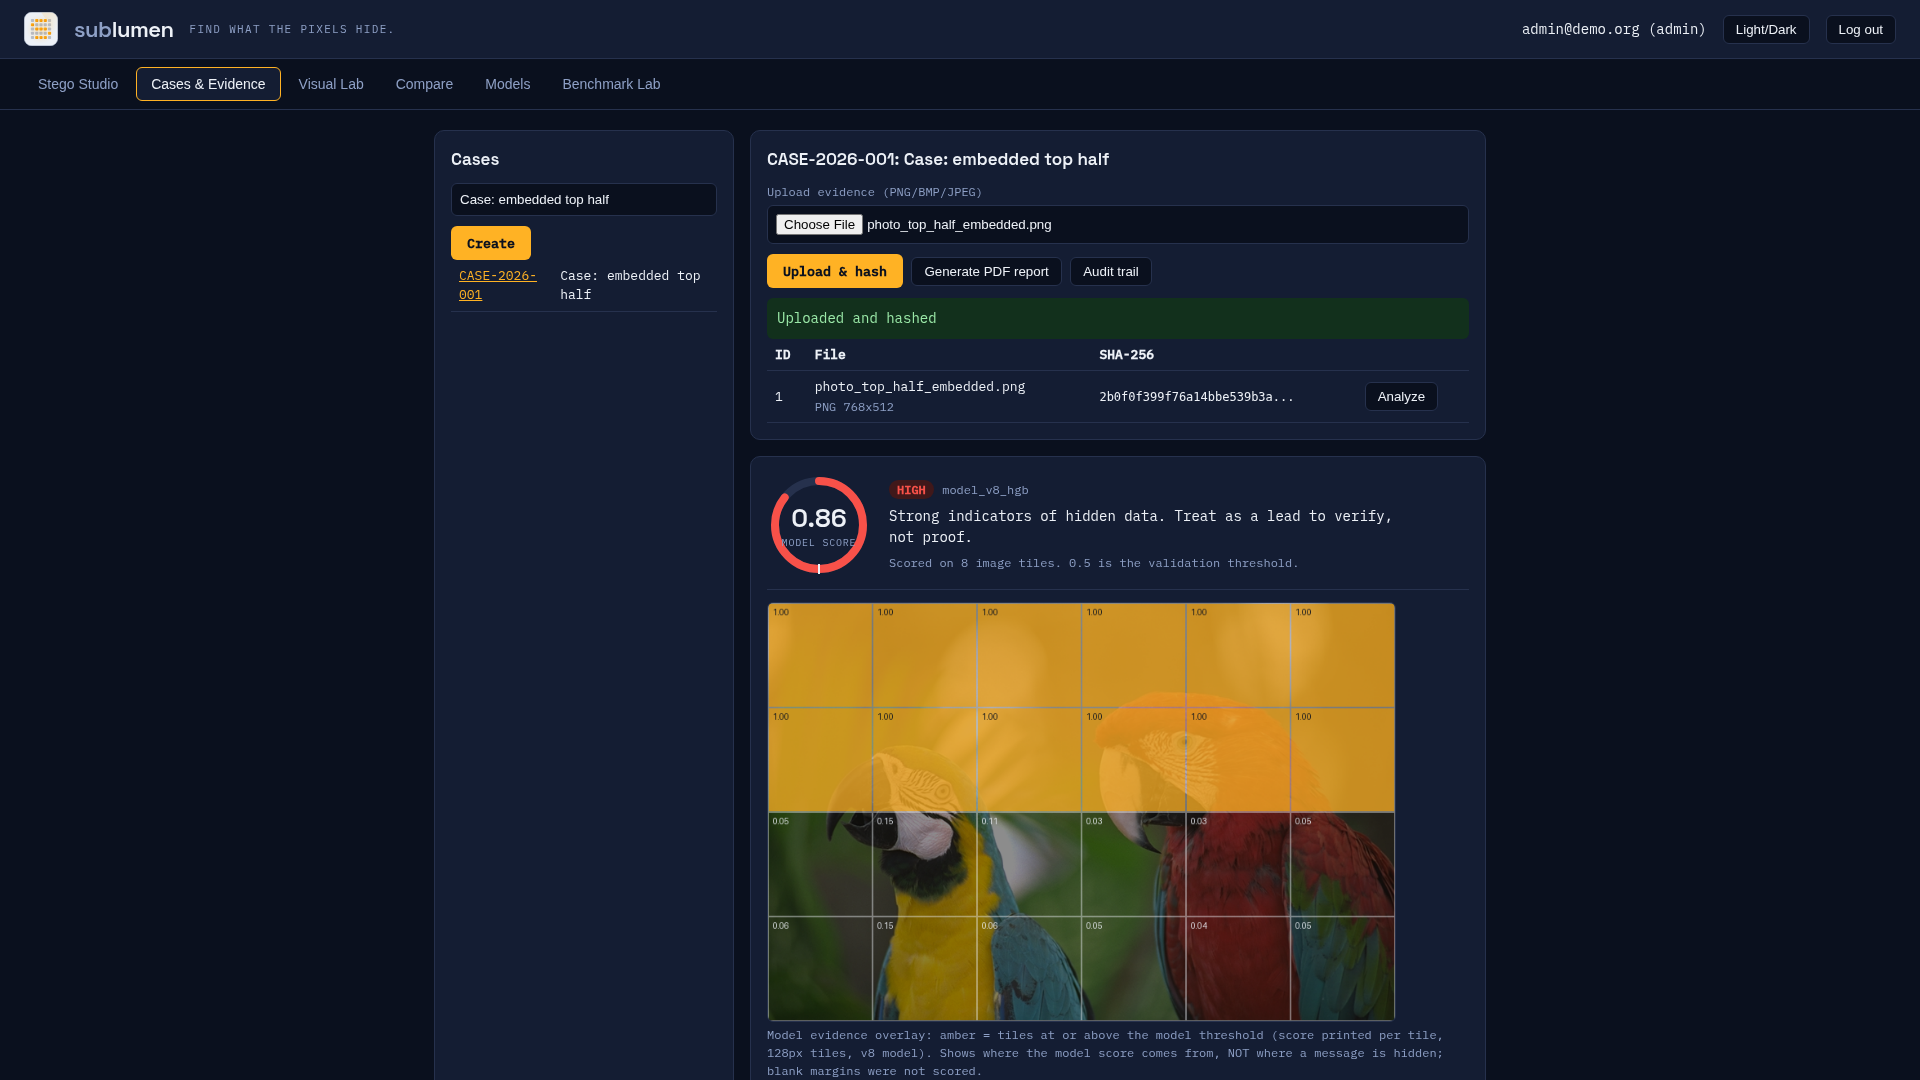 sublumen FIND WHAT THE PIXELS HIDE.
admin@demo.org (admin) Light/Dark Log out
Stego Studio Cases & Evidence Visual Lab Compare Models Benchmark Lab
Cases
Case: embedded top half
Create
CASE-2026-001 Case: embedded top half
CASE-2026-001: Case: embedded top half
Upload evidence (PNG/BMP/JPEG)
Choose File photo_top_half_embedded.png
Upload & hash Generate PDF report Audit trail
Uploaded and hashed
ID File SHA-256
1 photo_top_half_embedded.png 2b0f0f399f76a14bbe539b3a... Analyze
PNG 768x512
0.86
MODEL SCORE
HIGH model_v8_hgb
Strong indicators of hidden data. Treat as a lead to verify,
not proof.
Scored on 8 image tiles. 0.5 is the validation threshold.
1.00 1.00 1.00 1.00 1.00 1.00
1.00 1.00 1.00 1.00 1.00 1.00
0.05 0.15 0.11 0.03 0.03 0.05
0.06 0.15 0.06 0.05 0.04 0.05
Model evidence overlay: amber = tiles at or above the model threshold (score printed per tile,
128px tiles, v8 model). Shows where the model score comes from, NOT where a message is hidden;
blank margins were not scored.